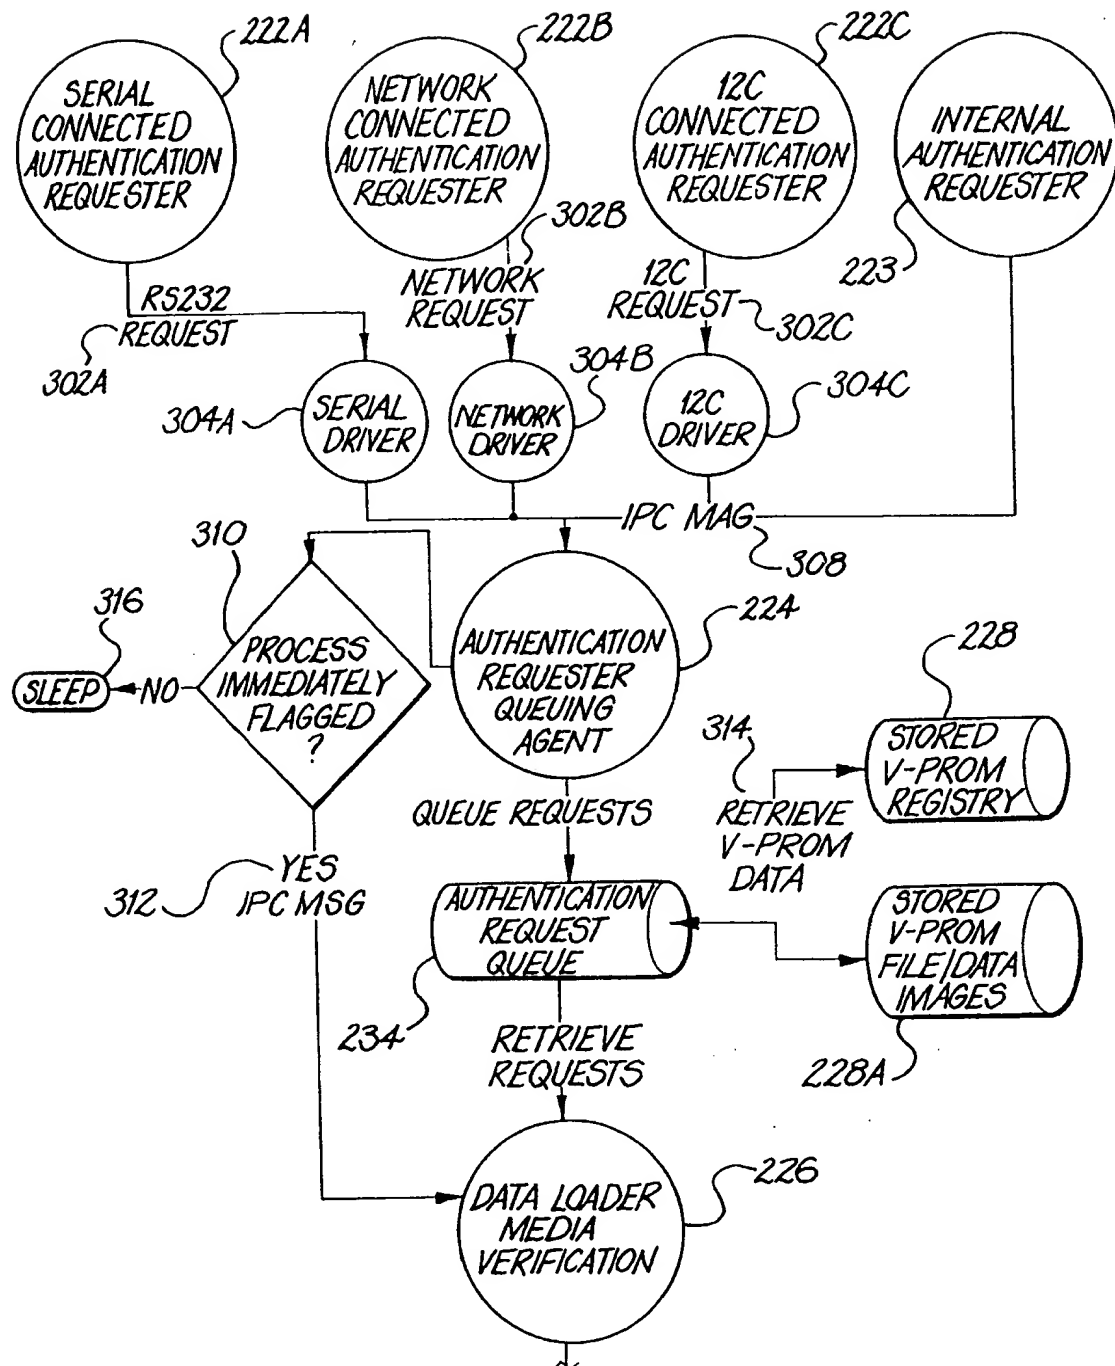 222A
222B
222C
SERIAL
CONNECTED
AUTHENTICATION
REQUESTER
NETWORK
CONNECTED
AUTHENTICATION
REQUESTER
12C
CONNECTED
AUTHENTICATION
REQUESTER
INTERNAL
AUTHENTICATION
REQUESTER
223
RS232
REQUEST
302A
302B
NETWORK
REQUEST
12C
REQUEST
302C
304A
SERIAL
DRIVER
304B
NETWORK
DRIVER
12C
DRIVER
304C
IPC MAG
308
310
316
SLEEP
NO
PROCESS
IMMEDIATELY
FLAGGED
?
AUTHENTICATION
REQUESTER
QUEUING
AGENT
224
228
STORED
V-PROM
REGISTRY
314
RETRIEVE
V-PROM
DATA
QUEUE REQUESTS
312
YES
IPC MSG
AUTHENTICATION
REQUEST
QUEUE
234
STORED
V-PROM
FILE/DATA
IMAGES
228A
RETRIEVE
REQUESTS
DATA LOADER
MEDIA
VERIFICATION
226